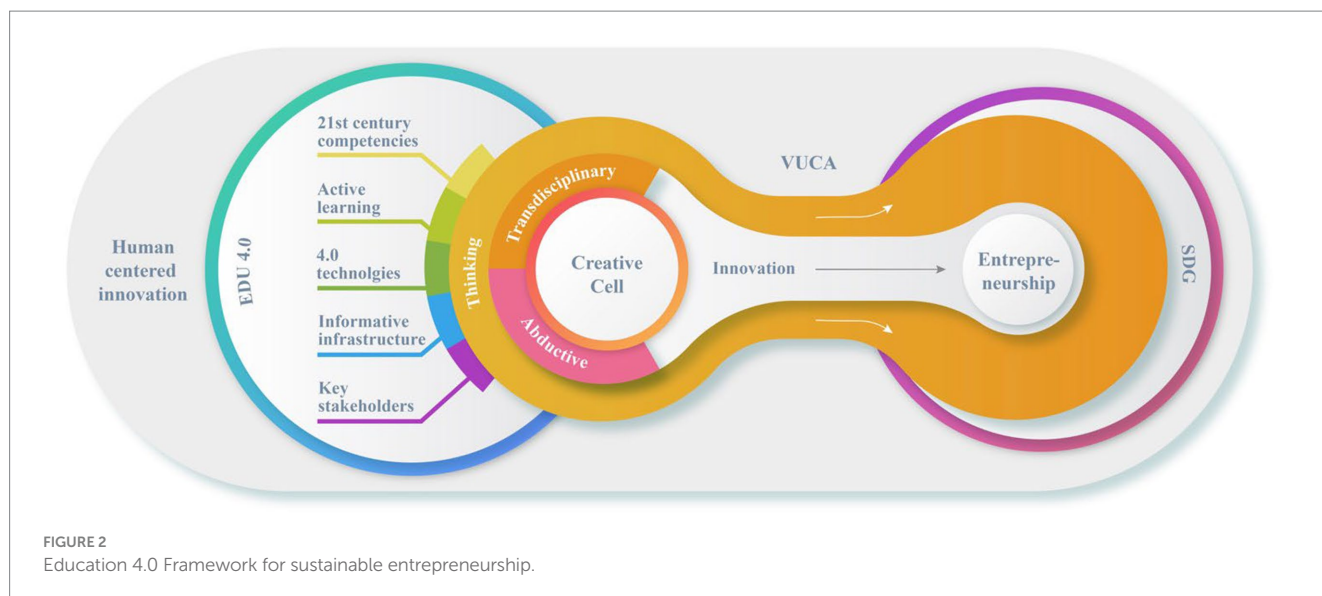 Human
centered
innovation
EDU 4.0
21st century
competencies
Active
learning
4.0
technolgies
Informative
infrastructure
Key
stakeholders
Thinking
Transdisciplinary
Abductive
Creative
Cell
VUCA
Innovation
Entrepre-
neurship
SDG
FIGURE 2
Education 4.0 Framework for sustainable entrepreneurship.